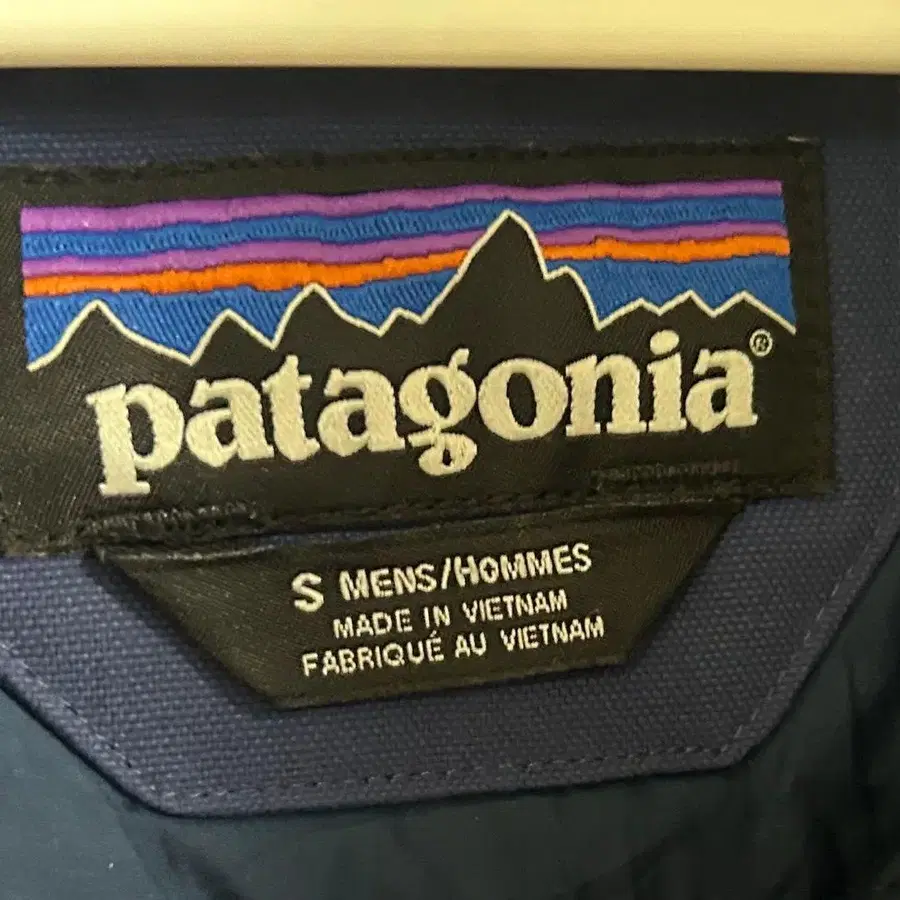 patagonia®
S MENS/HOMMES
MADE IN VIETNAM
FABRIQUÉ AU VIETNAM